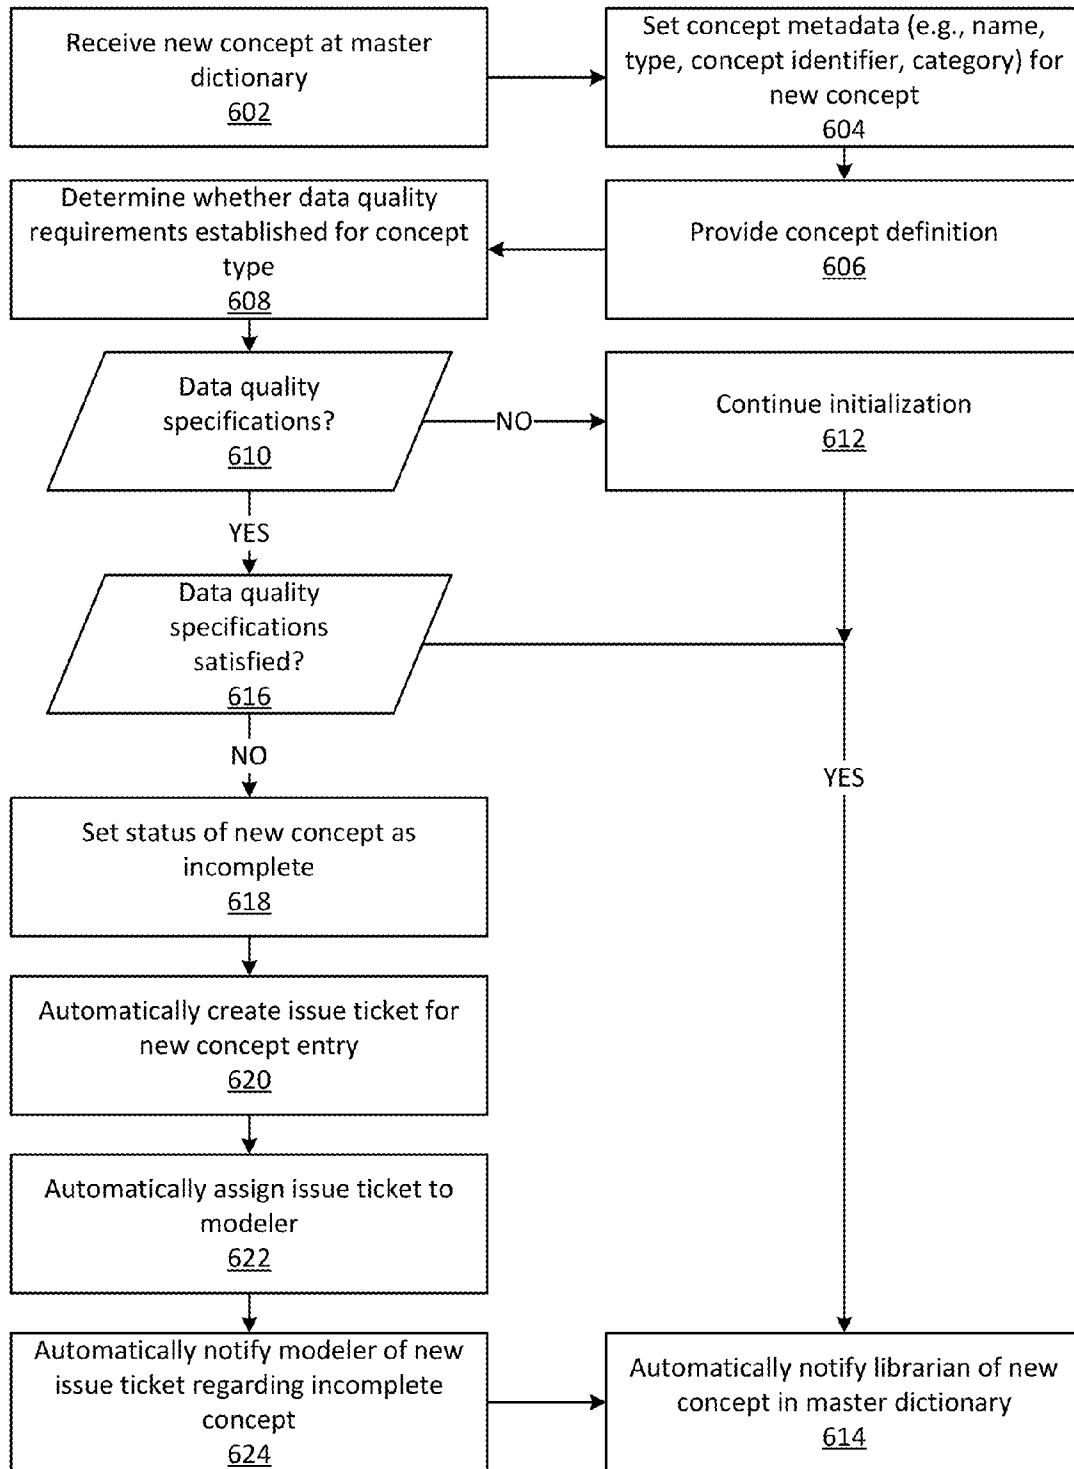 Receive new concept at master
dictionary
602
Set concept metadata (e.g., name,
type, concept identifier, category) for
new concept
604
Provide concept definition
606
Determine whether data quality
requirements established for concept
type
608
Data quality
specifications?
610
NO
Continue initialization
612
YES
Data quality
specifications
satisfied?
616
NO
YES
Set status of new concept as
incomplete
618
Automatically create issue ticket for
new concept entry
620
Automatically assign issue ticket to
modeler
622
Automatically notify modeler of new
issue ticket regarding incomplete
concept
624
Automatically notify librarian of new
concept in master dictionary
614